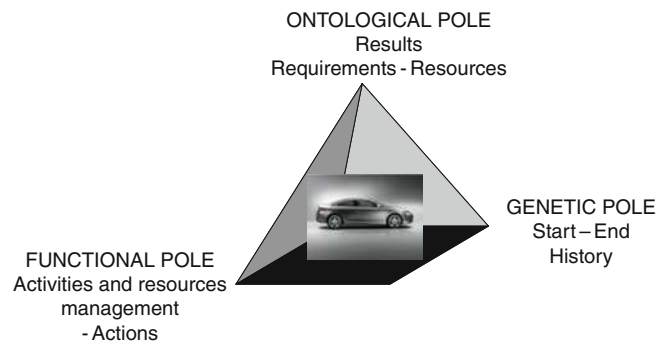 ONTOLOGICAL POLE
Results
Requirements - Resources
GENETIC POLE
Start – End
History
FUNCTIONAL POLE
Activities and resources
management
- Actions